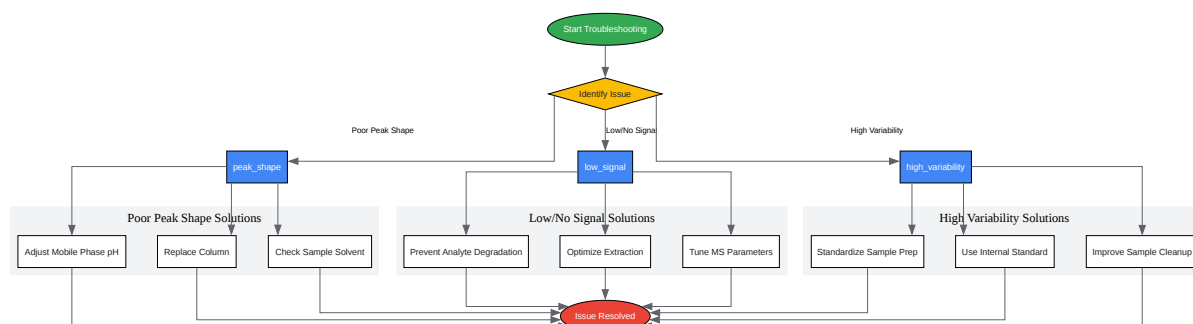 Start Troubleshooting
Identify Issue
Poor Peak Shape
Low/No Signal
High Variability
peak_shape
low_signal
high_variability
Poor Peak Shape Solutions
Low/No Signal Solutions
High Variability Solutions
Adjust Mobile Phase pH
Replace Column
Check Sample Solvent
Prevent Analyte Degradation
Optimize Extraction
Tune MS Parameters
Standardize Sample Prep
Use Internal Standard
Improve Sample Cleanup
Issue Resolved